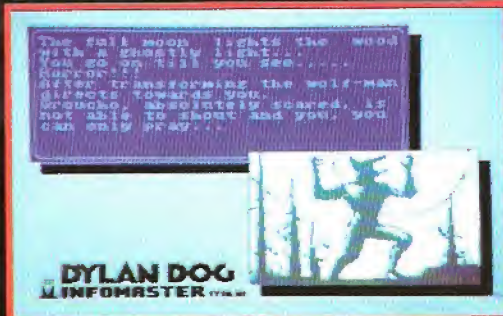 The full moon lights the wood
with a ghostly light...
You go on till you see.....
Horror!!!
After transforming the wolf-man
directs towards you.
Groucho, absolutely scared, is
not able to shout and you, you
can only pray...
DYLAN DOG
INFOMASTER